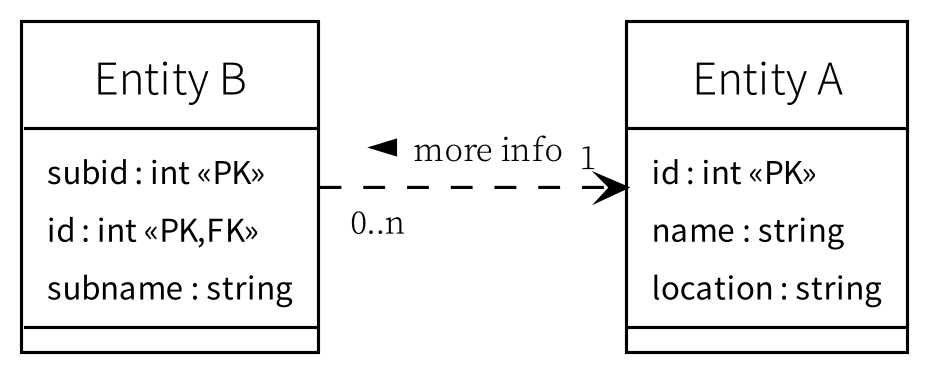 Entity B
subid : int «PK»
id : int «PK,FK»
subname : string
◄ more info
1
0..n
Entity A
id : int «PK»
name : string
location : string